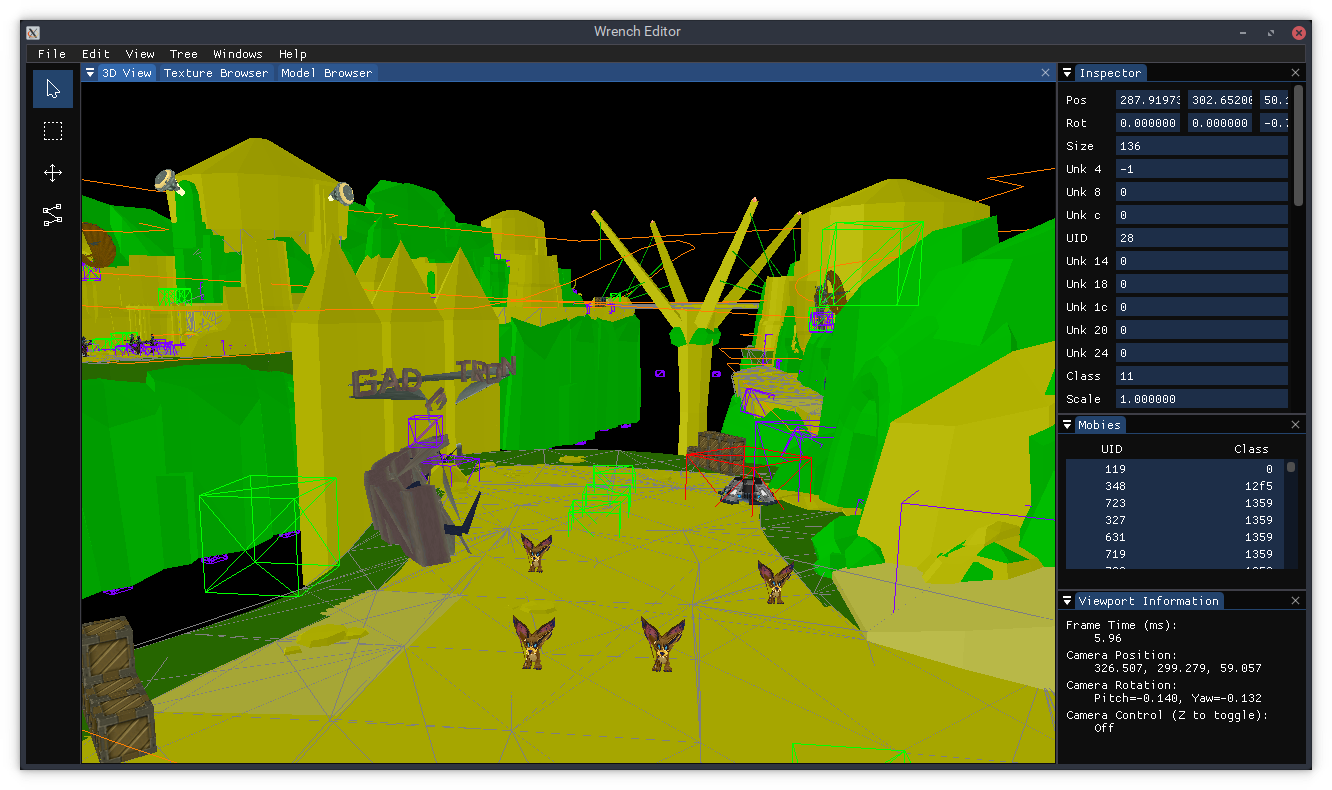 Wrench Editor
File Edit View Tree Windows Help
3D View Texture Browser Model Browser
GAD TRON
Inspector
Pos 287.91973 302.65200 50.
Rot 0.000000 0.000000 -0.
Size 136
Unk 4 -1
Unk 8 0
Unk c 0
UID 28
Unk 14 0
Unk 18 0
Unk 1c 0
Unk 20 0
Unk 24 0
Class 11
Scale 1.000000
Mobies
UID Class
119 0
348 12f5
723 1359
327 1359
631 1359
719 1359
Viewport Information
Frame Time (ms):
5.96
Camera Position:
326.507, 299.279, 59.057
Camera Rotation:
Pitch=-0.140, Yaw=-0.132
Camera Control (Z to toggle):
Off